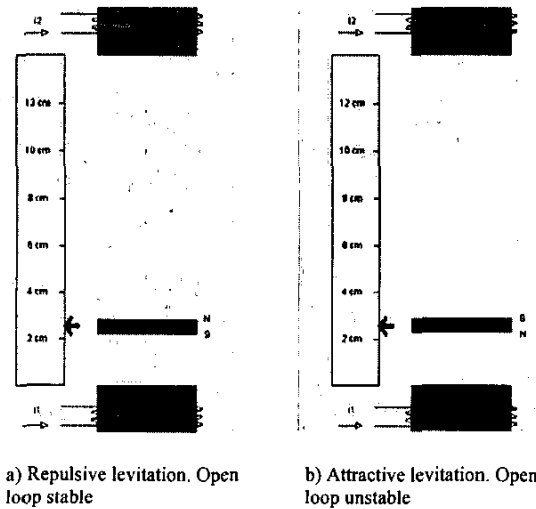 i2
12 cm
10 cm
8 cm
6 cm
4 cm
2 cm
N
S
i1
a) Repulsive levitation. Open
loop stable
i2
12 cm
10 cm
8 cm
6 cm
4 cm
2 cm
S
N
i1
b) Attractive levitation. Open
loop unstable